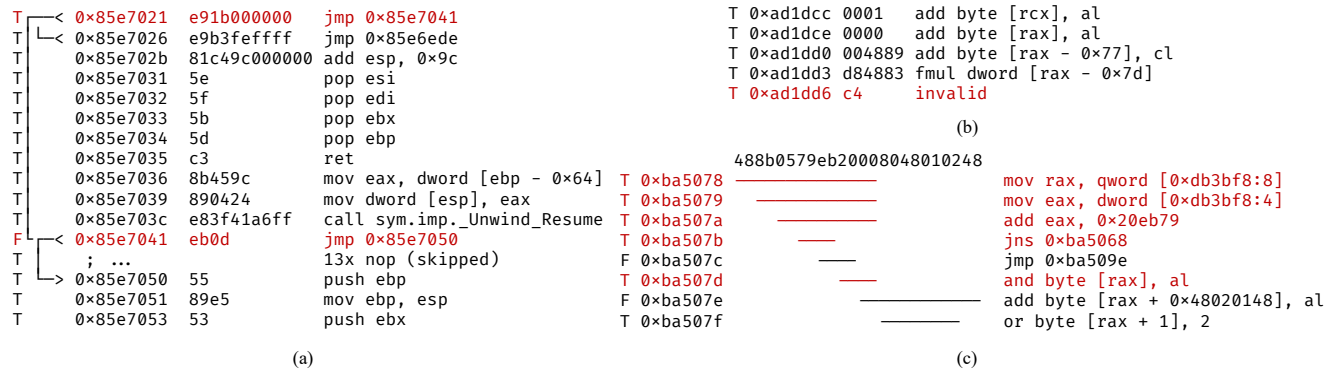 T 0×85e7021 e91b000000 jmp 0×85e7041
T 0×85e7026 e9b3feffff jmp 0×85e6ede
T 0×85e702b 81c49c000000 add esp, 0×9c
T 0×85e7031 5e pop esi
T 0×85e7032 5f pop edi
T 0×85e7033 5b pop ebx
T 0×85e7034 5d pop ebp
T 0×85e7035 c3 ret
T 0×85e7036 8b459c mov eax, dword [ebp - 0×64]
T 0×85e7039 890424 mov dword [esp], eax
T 0×85e703c e83f41a6ff call sym.imp._Unwind_Resume
F 0×85e7041 eb0d jmp 0×85e7050
T ; ... 13x nop (skipped)
T 0×85e7050 55 push ebp
T 0×85e7051 89e5 mov ebp, esp
T 0×85e7053 53 push ebx
(a)
T 0×ad1dcc 0001 add byte [rcx], al
T 0×ad1dce 0000 add byte [rax], al
T 0×ad1dd0 004889 add byte [rax - 0×77], cl
T 0×ad1dd3 d84883 fmul dword [rax - 0×7d]
T 0×ad1dd6 c4 invalid
(b)
488b0579eb20008048010248
T 0×ba5078 mov rax, qword [0×db3bf8:8]
T 0×ba5079 mov eax, dword [0×db3bf8:4]
T 0×ba507a add eax, 0×20eb79
T 0×ba507b jns 0×ba5068
F 0×ba507c jmp 0×ba509e
T 0×ba507d and byte [rax], al
F 0×ba507e add byte [rax + 0×48020148], al
T 0×ba507f or byte [rax + 1], 2
(c)